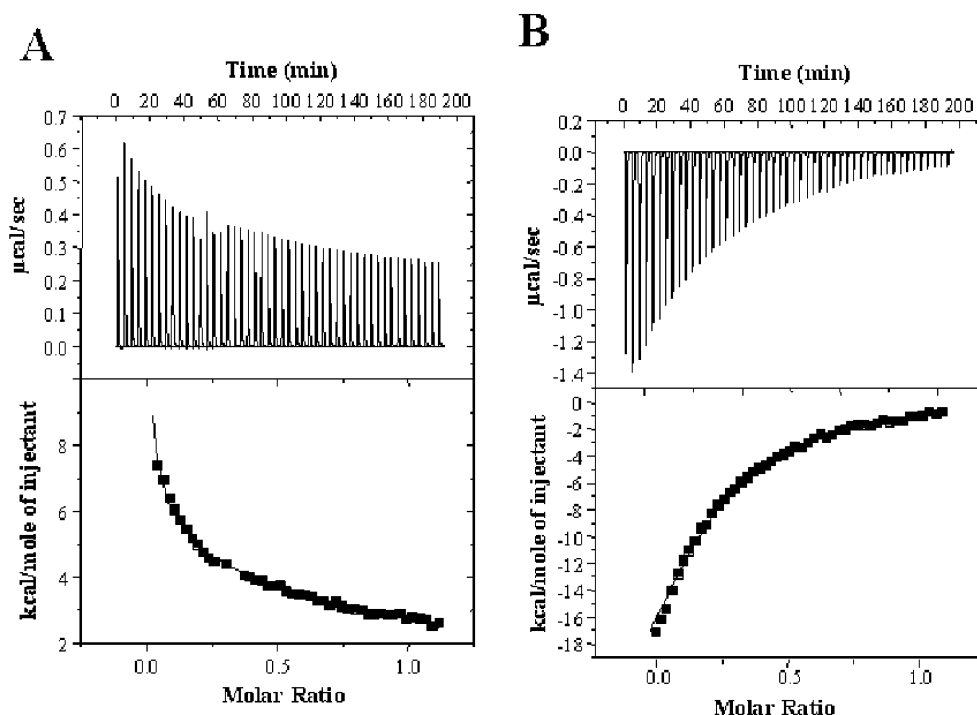 A
Time (min)
0 20 40 60 80 100 120 140 160 180 200
0.7
0.6
0.5
0.4
0.3
0.2
0.1
0.0
µcal/sec
8
6
4
2
kcal/mole of injectant
0.0 0.5 1.0
Molar Ratio
B
Time (min)
0 20 40 60 80 100 120 140 160 180 200
0.2
0.0
-0.2
-0.4
-0.6
-0.8
-1.0
-1.2
-1.4
µcal/sec
0
-2
-4
-6
-8
-10
-12
-14
-16
-18
kcal/mole of injectant
0.0 0.5 1.0
Molar Ratio